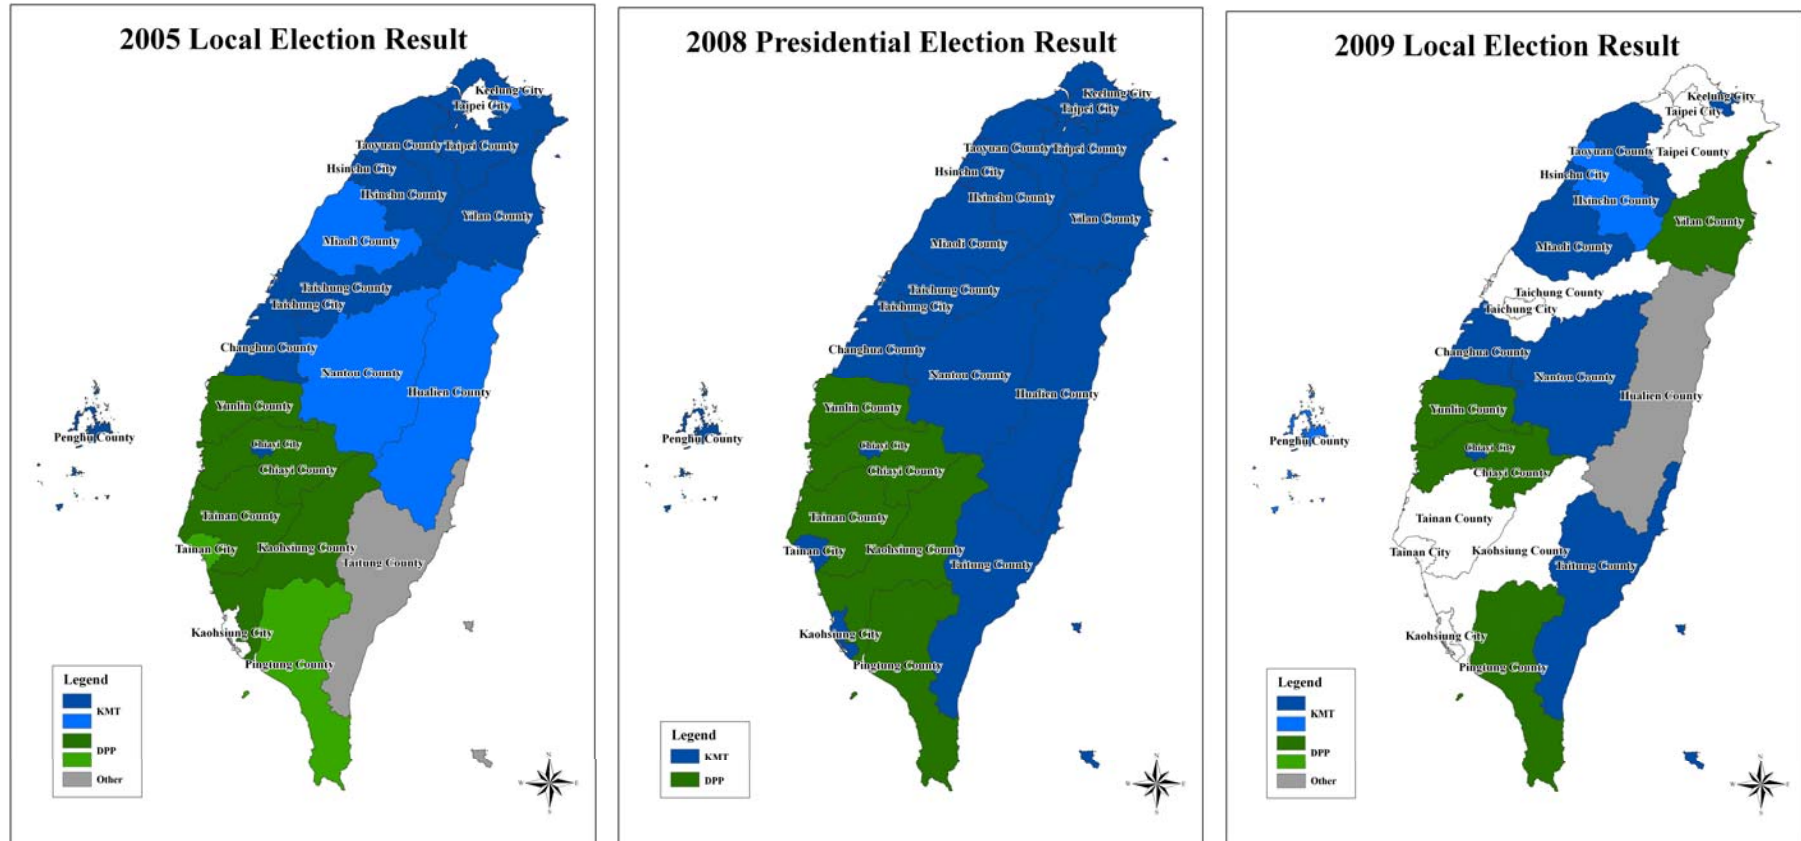 2005 Local Election Result
Keelung City
Taipei City
Taoyuan County
Taipei County
Hsinchu City
Hsinchu County
Yilan County
Miaoli County
Taichung County
Taichung City
Changhua County
Nantou County
Hualien County
Yunlin County
Penghu County
Chiayi City
Chiayi County
Tainan County
Tainan City
Kaohsiung County
Taitung County
Kaohsiung City
Pingtung County
Legend
KMT
DPP
Other
N
W
E
S
2008 Presidential Election Result
Keelung City
Taipei City
Taoyuan County
Taipei County
Hsinchu City
Hsinchu County
Yilan County
Miaoli County
Taichung County
Taichung City
Changhua County
Nantou County
Hualien County
Yunlin County
Penghu County
Chiayi City
Chiayi County
Tainan County
Tainan City
Kaohsiung County
Taitung County
Kaohsiung City
Pingtung County
Legend
KMT
DPP
N
W
E
S
2009 Local Election Result
Keelung City
Taipei City
Taoyuan County
Taipei County
Hsinchu City
Hsinchu County
Yilan County
Miaoli County
Taichung County
Taichung City
Changhua County
Nantou County
Hualien County
Yunlin County
Penghu County
Chiayi City
Chiayi County
Tainan County
Tainan City
Kaohsiung County
Taitung County
Kaohsiung City
Pingtung County
Legend
KMT
DPP
Other
N
W
E
S